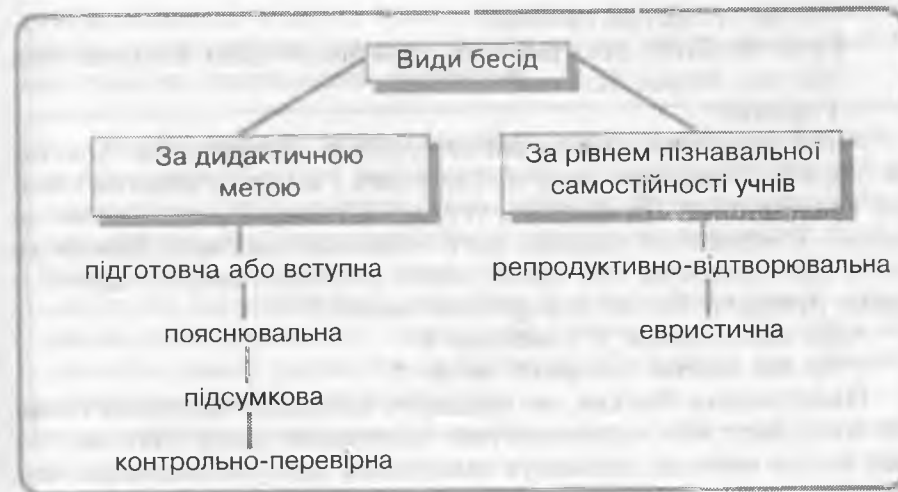 Види бесід
За дидактичною
метою
підготовча або вступна
пояснювальна
підсумкова
контрольно-перевірна
За рівнем пізнавальної
самостійності учнів
репродуктивно-відтворювальна
евристична